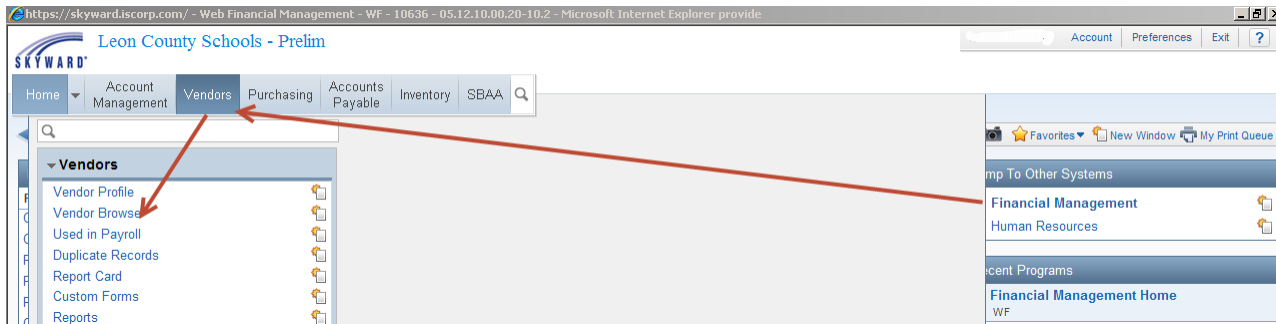 https://skyward.iscorp.com/ - Web Financial Management - WF - 10636 - 05.12.10.00.20-10.2 - Microsoft Internet Explorer provide
Leon County Schools - Prelim
SKYWARD
Account Preferences Exit ?
Home Account Management Vendors Purchasing Accounts Payable Inventory SBAA
Favorites New Window My Print Queue
Vendors
mp To Other Systems
Vendor Profile
Financial Management
Vendor Browse
Human Resources
Used in Payroll
Duplicate Records
Report Card
ecent Programs
Custom Forms
Financial Management Home
Reports
WF